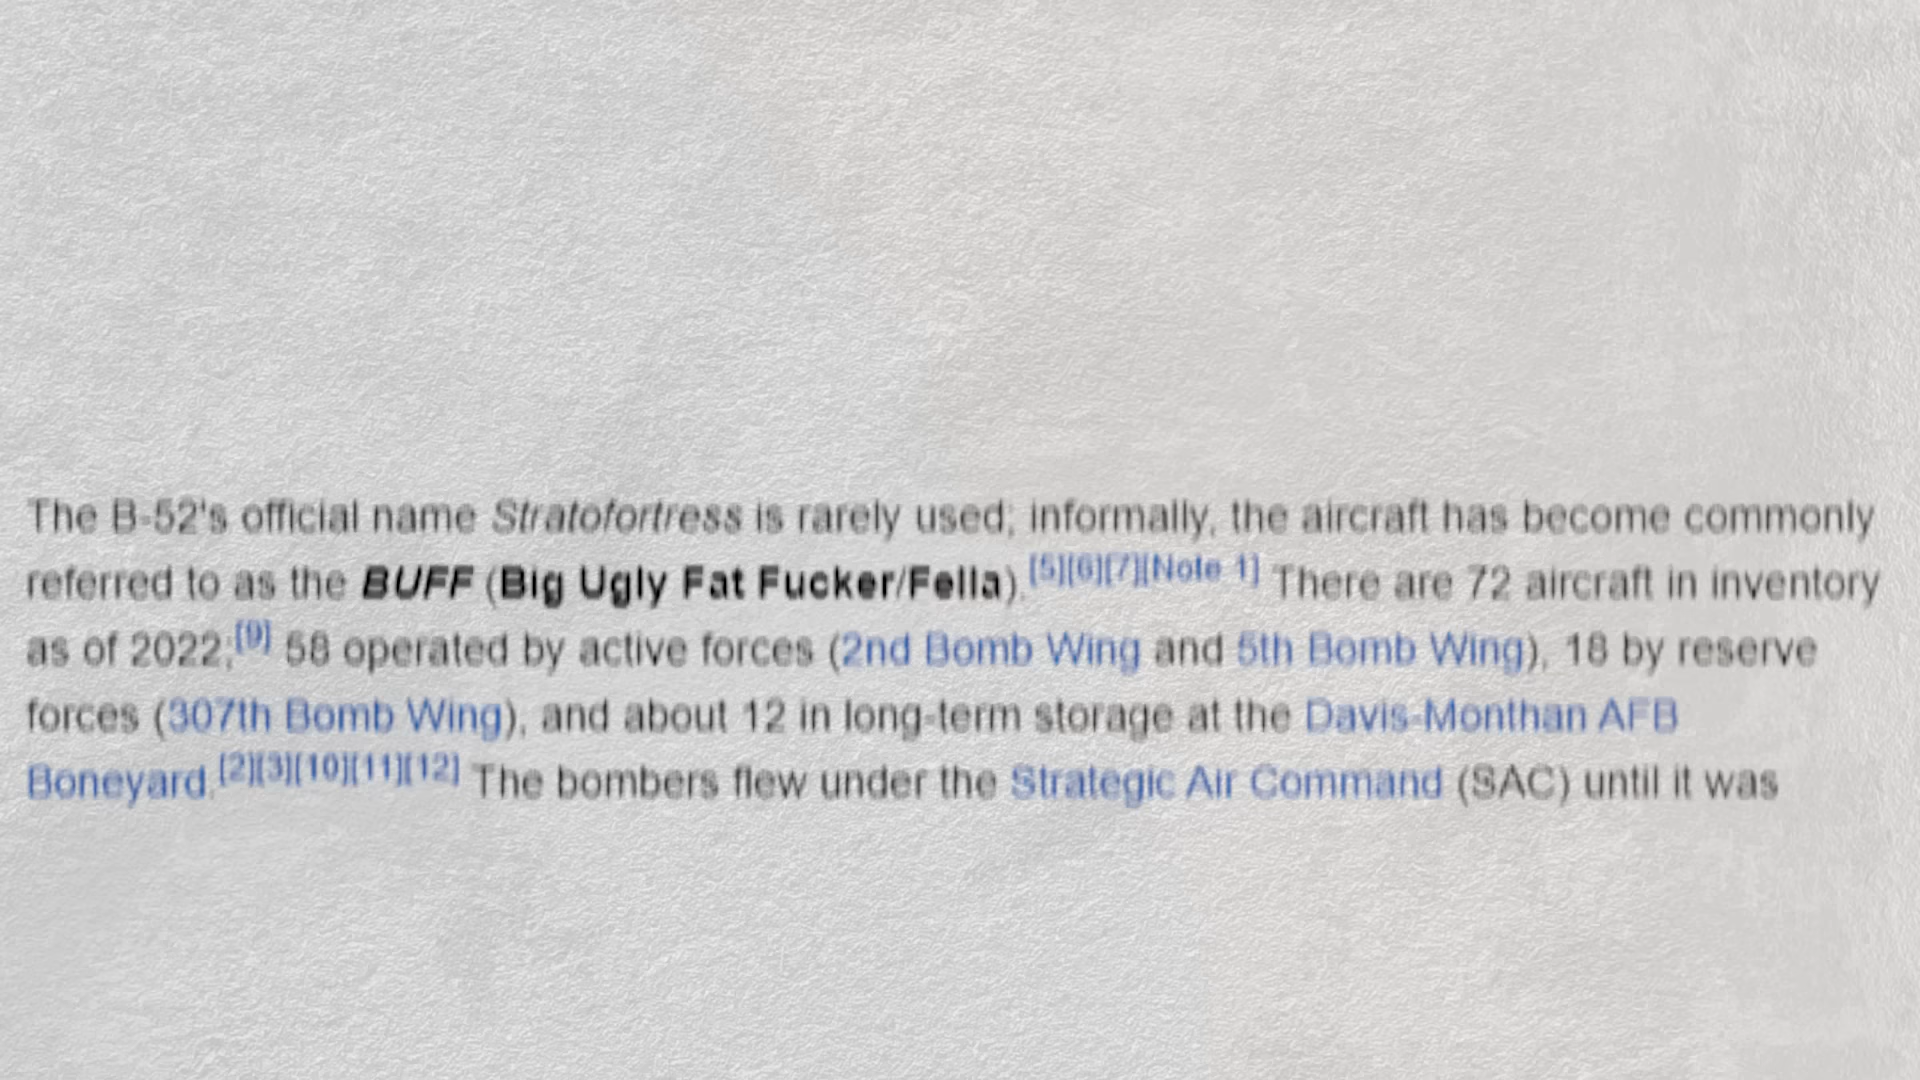 The B-52's official name Stratofortress is rarely used; informally, the aircraft has become commonly
referred to as the BUFF (Big Ugly Fat Fucker/Fella).[5][6][7][Note 1] There are 72 aircraft in inventory
as of 2022;[9] 58 operated by active forces (2nd Bomb Wing and 5th Bomb Wing), 18 by reserve
forces (307th Bomb Wing), and about 12 in long-term storage at the Davis-Monthan AFB
Boneyard.[2][3][10][11][12] The bombers flew under the Strategic Air Command (SAC) until it was